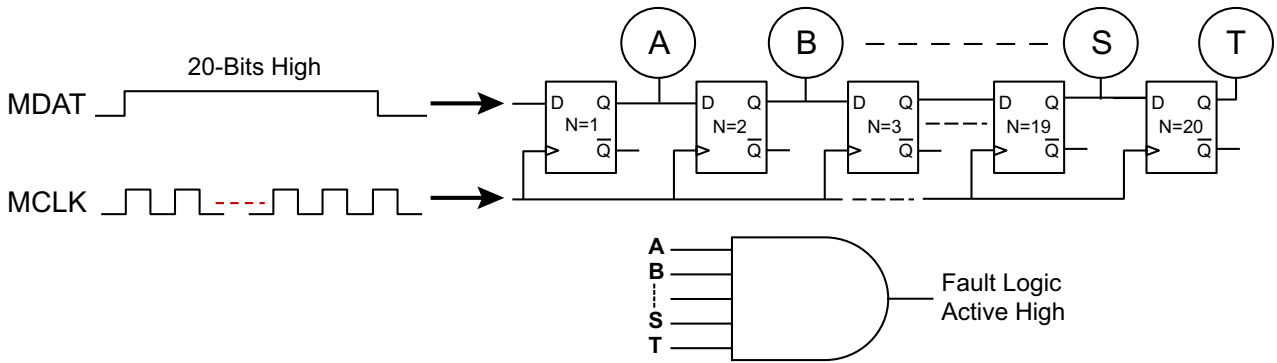 A B S T
20-Bits High
MDAT
D Q N=1 Q
D Q N=2 Q
D Q N=3 Q
D Q N=19 Q
D Q N=20 Q
MCLK
A
B
S
T
Fault Logic
Active High